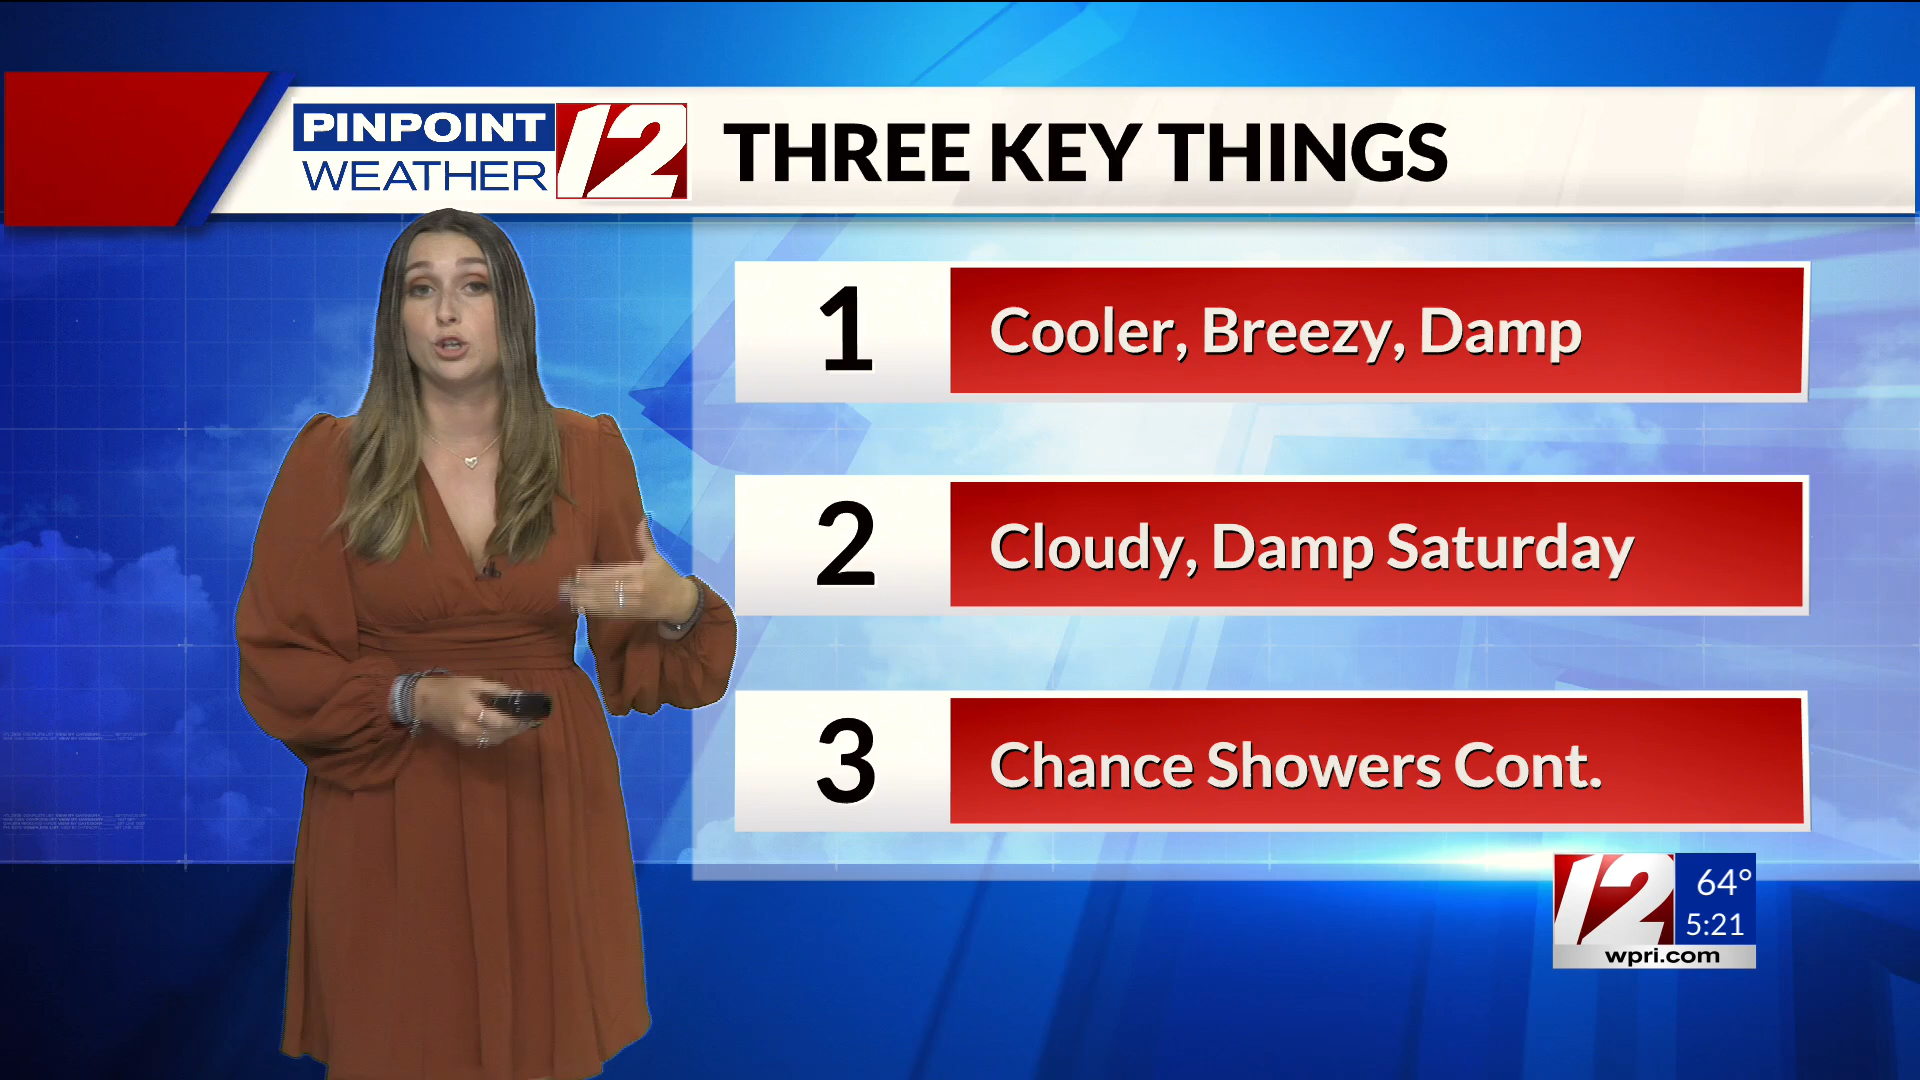 PINPOINT
WEATHER
12
THREE KEY THINGS
1
Cooler, Breezy, Damp
2
Cloudy, Damp Saturday
3
Chance Showers Cont.
12
64°
5:21
wpri.com